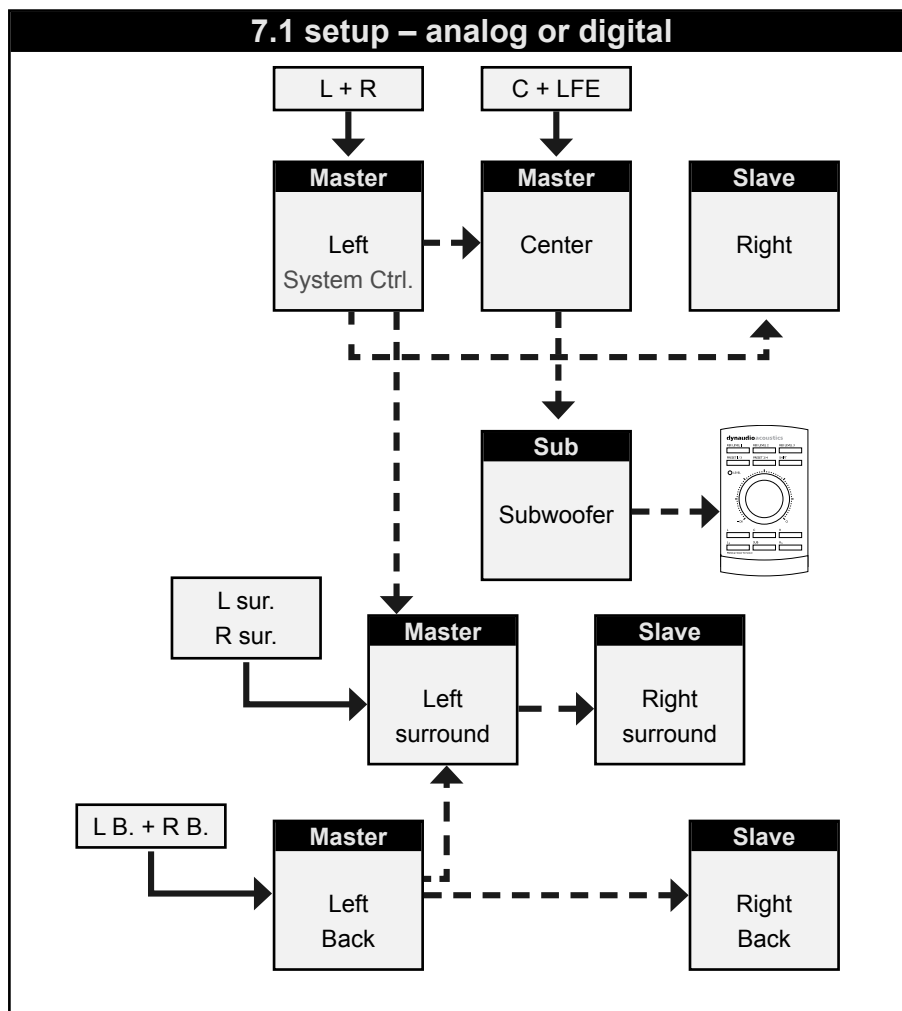 7.1 setup – analog or digital
L + R
C + LFE
Master
Left
System Ctrl.
Master
Center
Slave
Right
Sub
Subwoofer
dynaudioacoustics
L sur.
R sur.
Master
Left
surround
Slave
Right
surround
L B. + R B.
Master
Left
Back
Slave
Right
Back